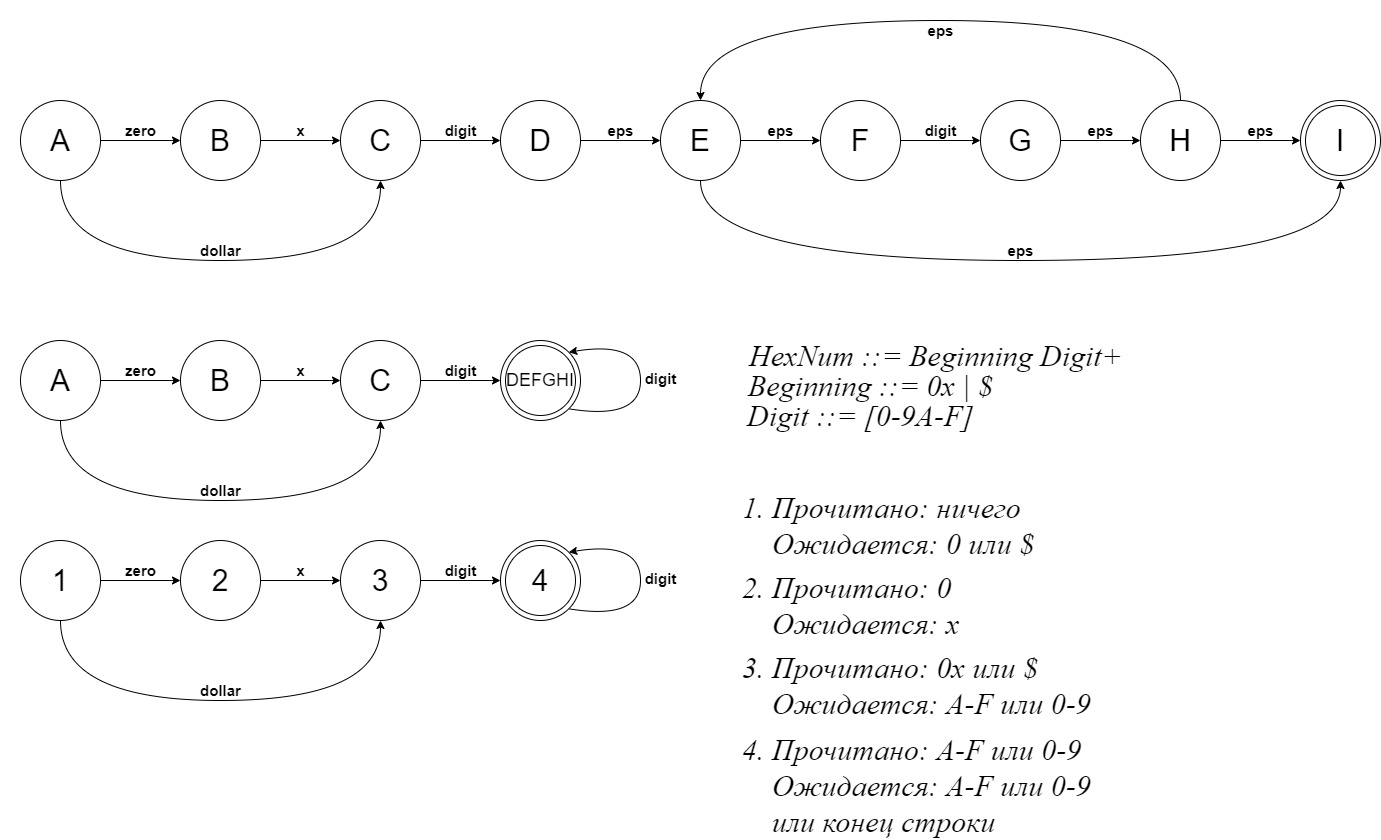 eps
A zero B x C digit D eps E eps F digit G eps H eps I
dollar
eps
A zero B x C digit DEFGHI digit
dollar
HexNum ::= Beginning Digit+
Beginning ::= 0x | $
Digit ::= [0-9A-F]
1 zero 2 x 3 digit 4 digit
dollar
1. Прочитано: ничего
Ожидается: 0 или $
2. Прочитано: 0
Ожидается: x
3. Прочитано: 0x или $
Ожидается: A-F или 0-9
4. Прочитано: A-F или 0-9
Ожидается: A-F или 0-9
или конец строки